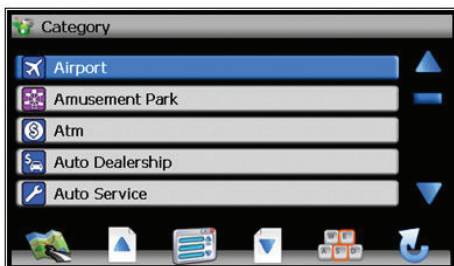 Category
Airport
Amusement Park
Atm
Auto Dealership
Auto Service